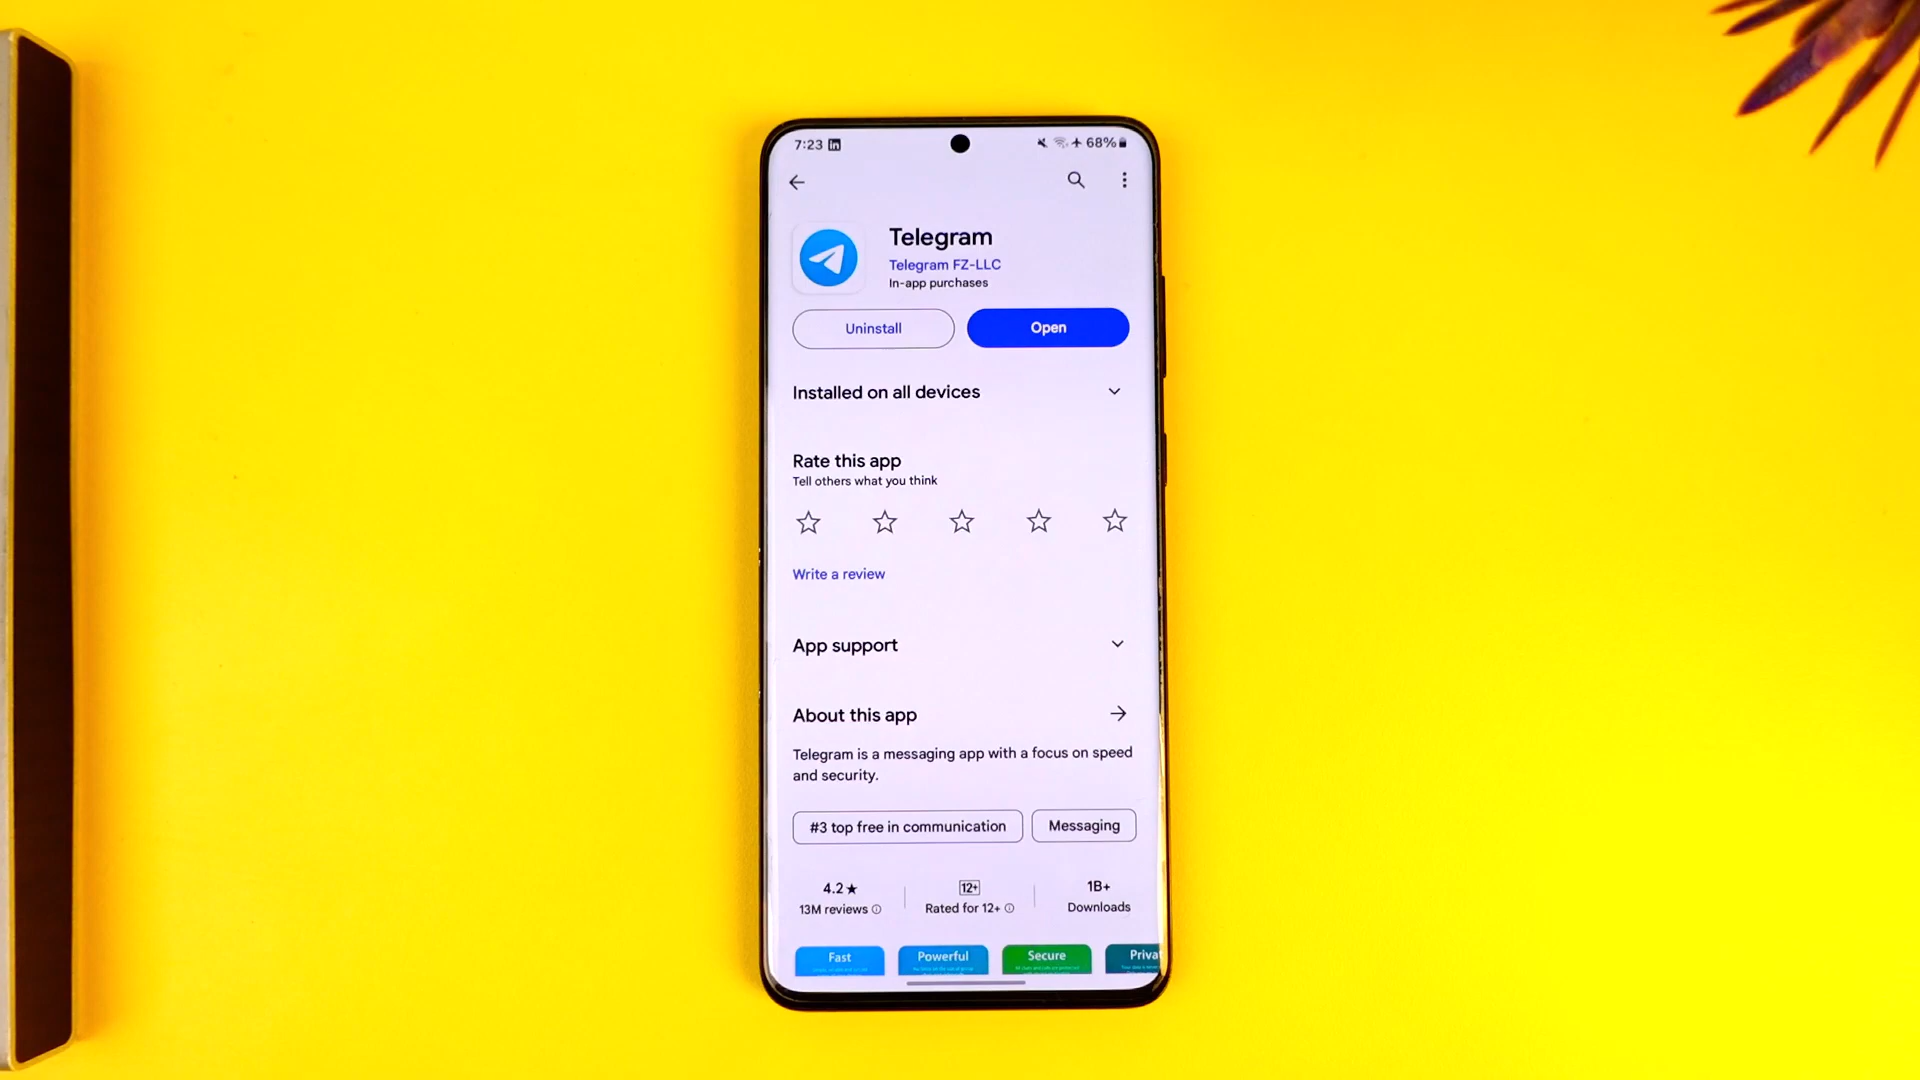 7:23 in 68%
Telegram
Telegram FZ-LLC
In-app purchases
Uninstall Open
Installed on all devices
Rate this app
Tell others what you think
Write a review
App support
About this app
Telegram is a messaging app with a focus on speed
and security.
#3 top free in communication Messaging
4.2★ 12+ 1B+
13M reviews Rated for 12+ Downloads
Fast Powerful Secure Priva